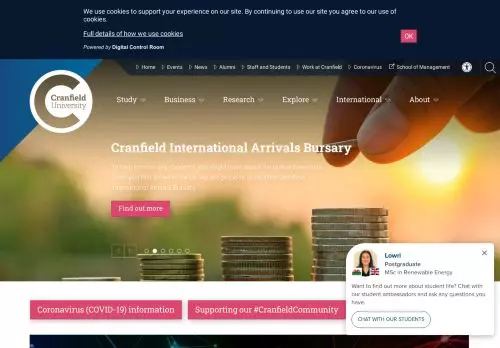 We use cookies to support your experience on our site. By continuing to use our site you agree to our use of
cookies.
Full details of how we use cookies
OK
Powered by Digital Control Room
Home
Events
News
Alumni
Staff and Students
Work at Cranfield
Coronavirus
School of Management
Cranfield
University
Study
Business
Research
Explore
International
About
Cranfield International Arrivals Bursary
Find out more
Lowri
Postgraduate
MSc in Renewable Energy
Want to find out more about student life? Chat with
our student ambassadors and ask any questions you
have.
CHAT WITH OUR STUDENTS
Coronavirus (COVID-19) information
Supporting our #CranfieldCommunity